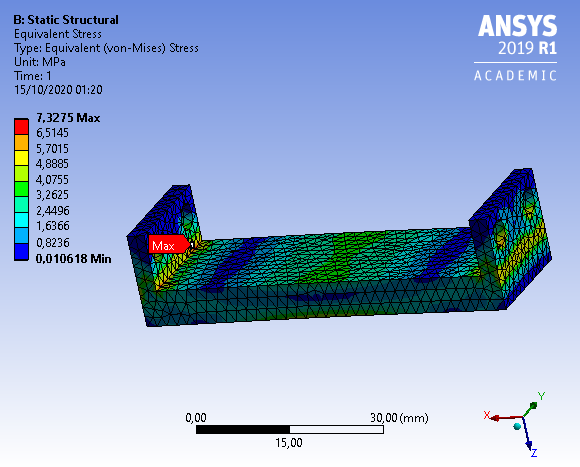 B: Static Structural
Equivalent Stress
Type: Equivalent (von-Mises) Stress
Unit: MPa
Time: 1
15/10/2020 01:20
ANSYS
2019 R1
ACADEMIC
7,3275 Max
6,5145
5,7015
4,8885
4,0755
3,2625
2,4496
1,6366
0,8236
0,010618 Min
Max
0,00 30,00 (mm)
15,00
Y
X
Z